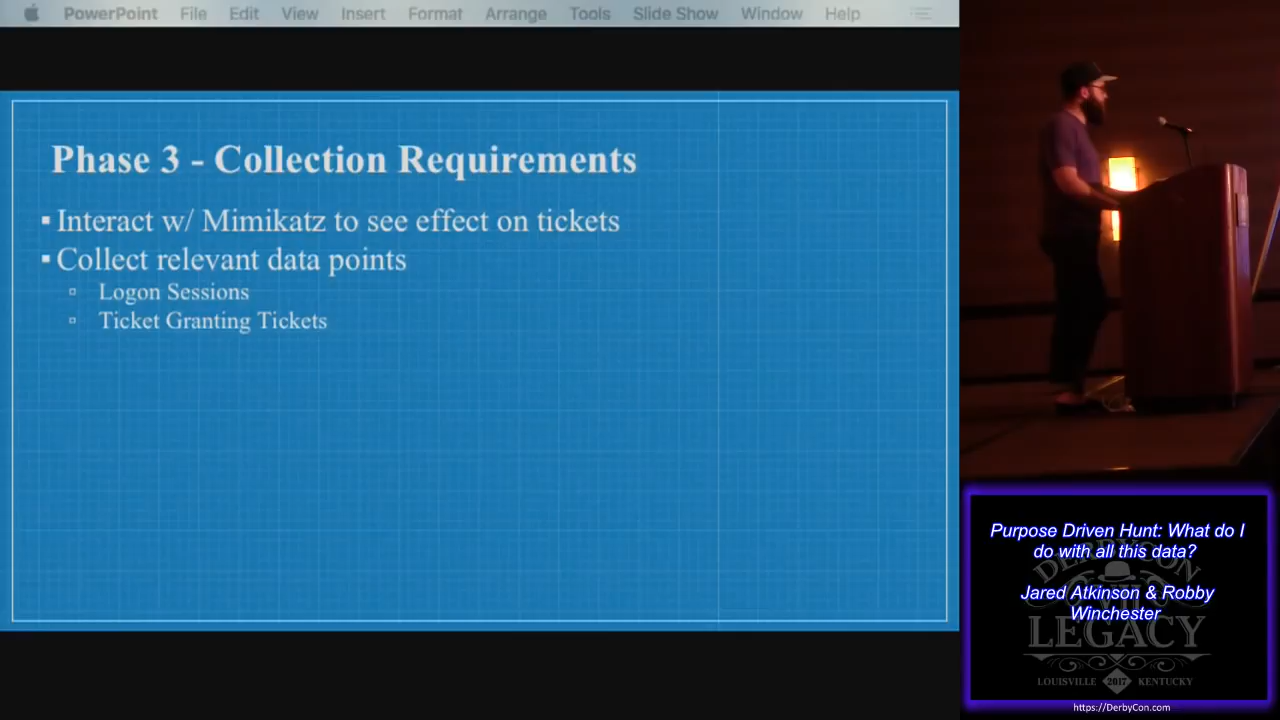 PowerPoint File Edit View Insert Format Arrange Tools Slide Show Window Help
Phase 3 - Collection Requirements
▪ Interact w/ Mimikatz to see effect on tickets
▪ Collect relevant data points
▫ Logon Sessions
▫ Ticket Granting Tickets
Purpose Driven Hunt: What do I
do with all this data?
Jared Atkinson & Robby
Winchester
DERBYCON
LEGACY
LOUISVILLE 2017 KENTUCKY
https://DerbyCon.com